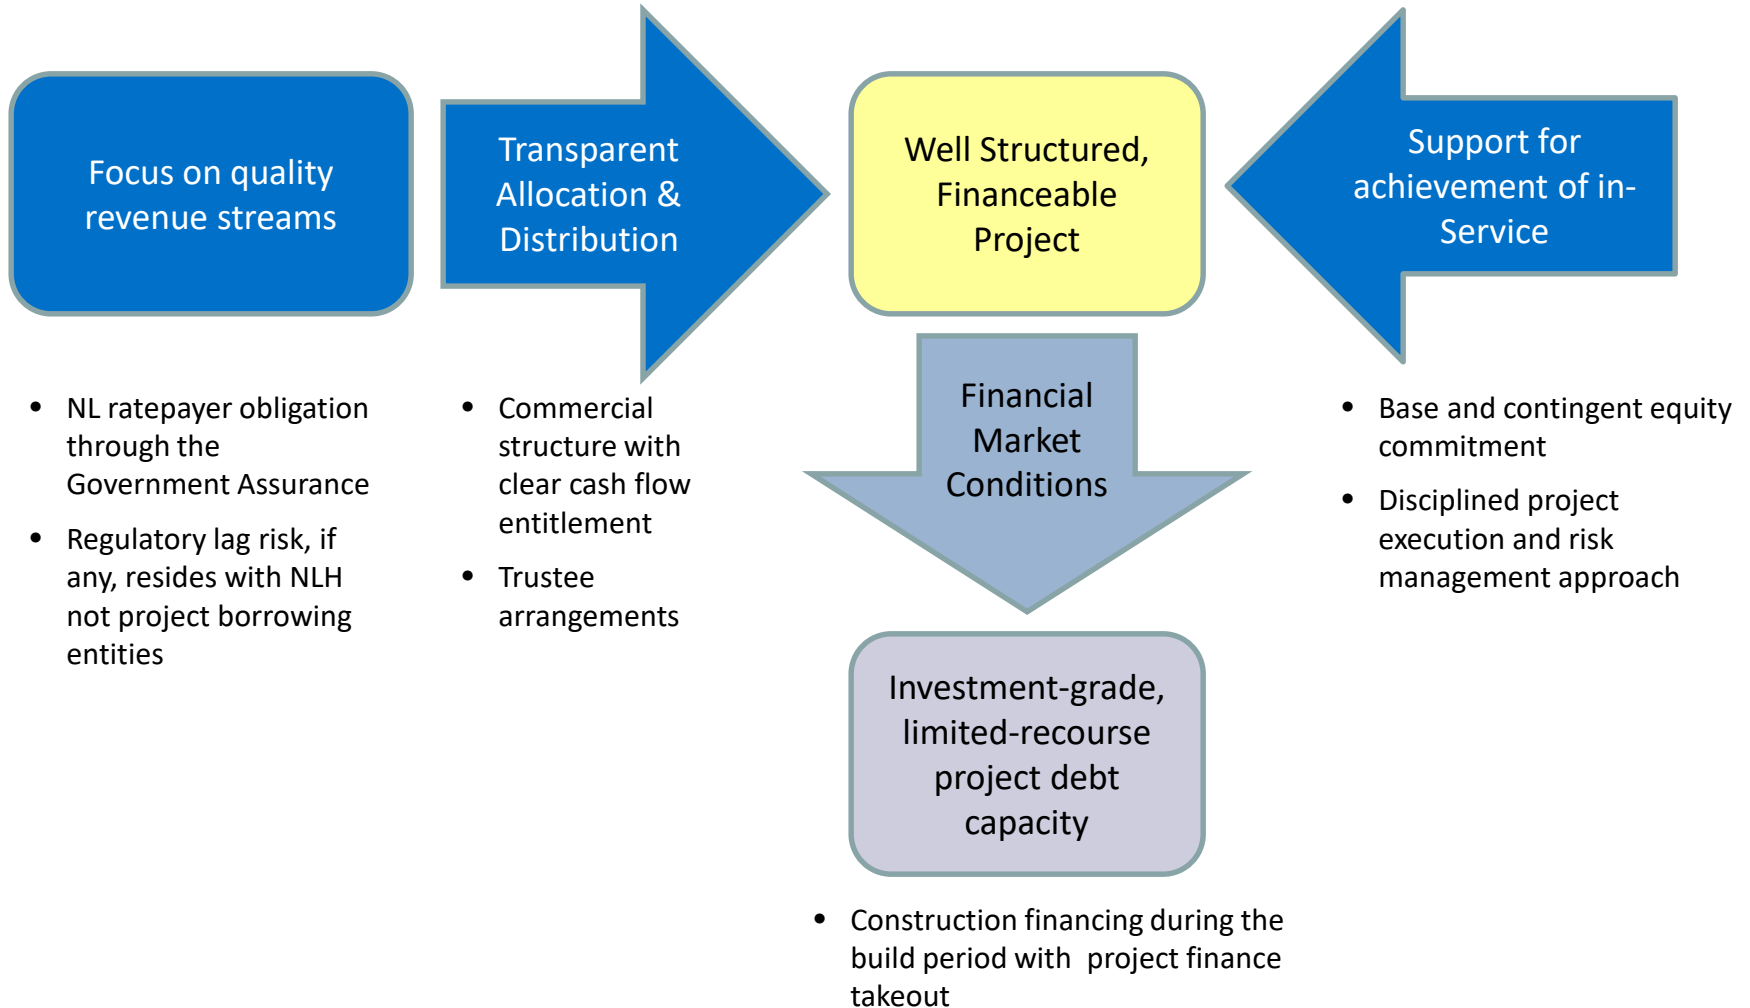 Focus on quality
revenue streams
Transparent
Allocation &
Distribution
Well Structured,
Financeable
Project
Support for
achievement of in-
Service
• NL ratepayer obligation
through the
Government Assurance
• Regulatory lag risk, if
any, resides with NLH
not project borrowing
entities
• Commercial
structure with
clear cash flow
entitlement
• Trustee
arrangements
Financial
Market
Conditions
• Base and contingent equity
commitment
• Disciplined project
execution and risk
management approach
Investment-grade,
limited-recourse
project debt
capacity
• Construction financing during the
build period with  project finance
takeout